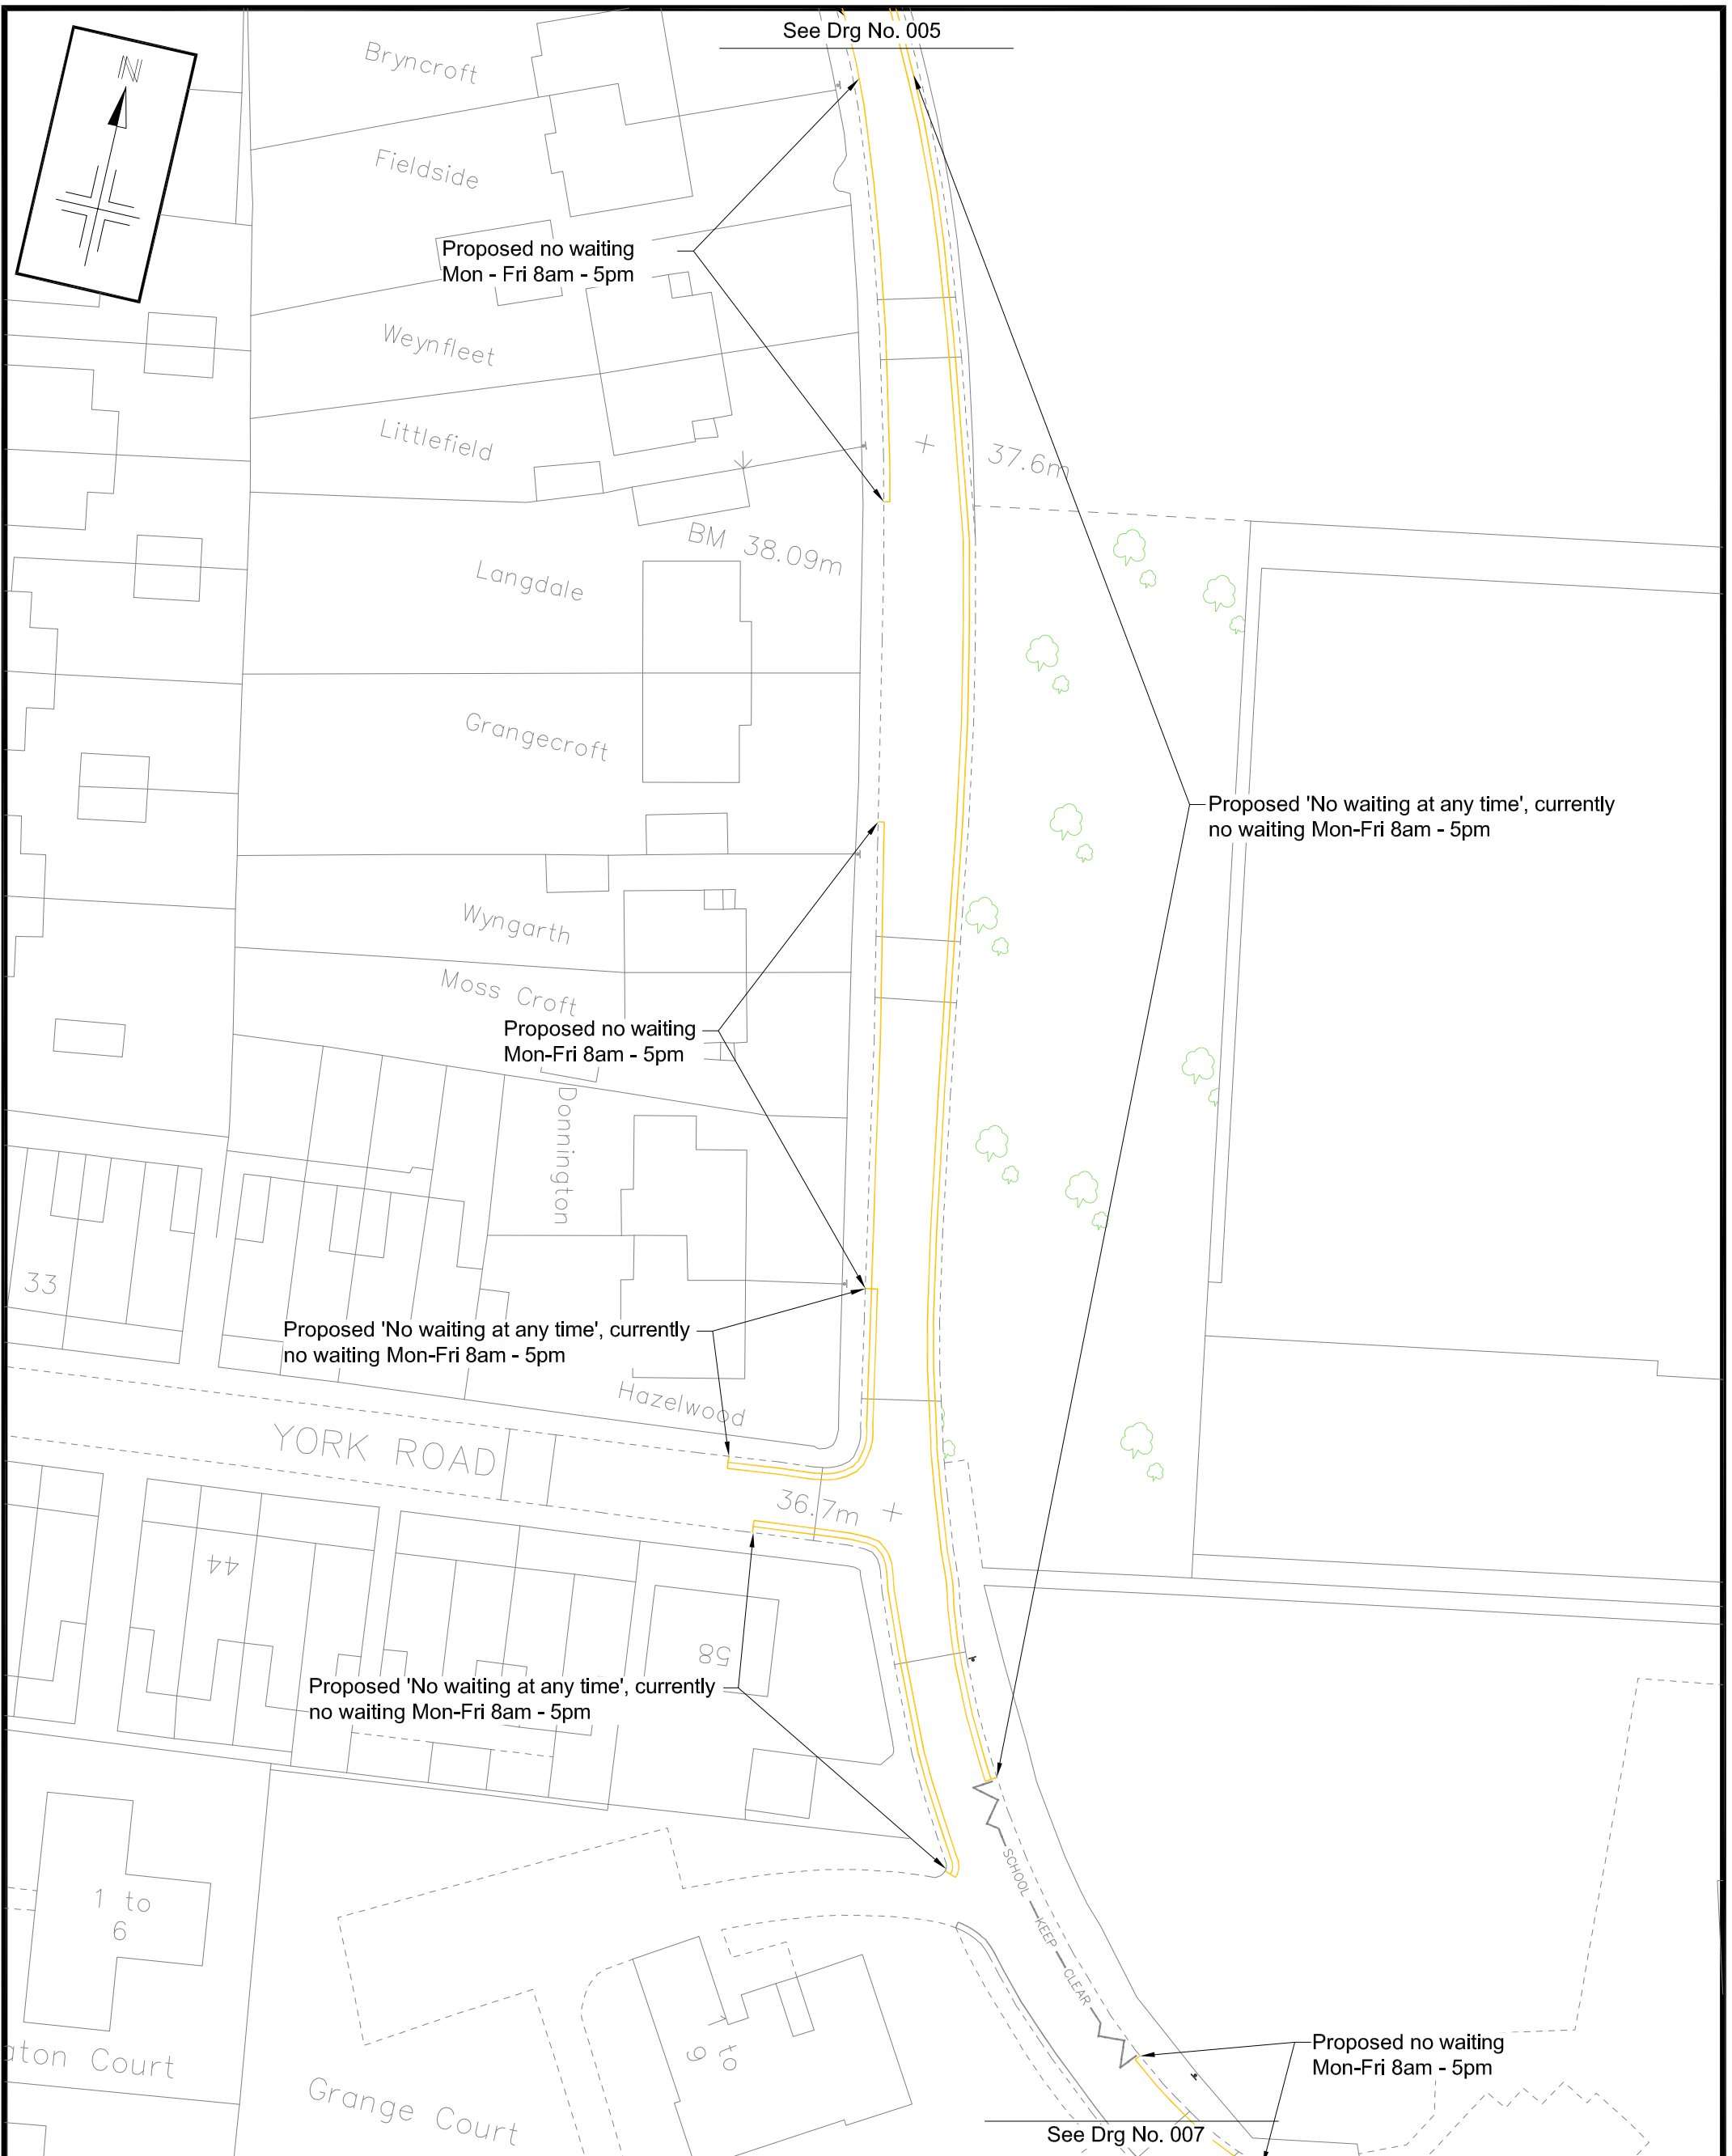 See Drg No. 005
N
Bryncroft
Fieldside
Proposed no waiting
Mon - Fri 8am - 5pm
Weynfleet
Littlefield
37.6m
BM 38.09m
Langdale
Grangecroft
Proposed 'No waiting at any time', currently
no waiting Mon-Fri 8am - 5pm
Wyngarth
Moss Croft
Proposed no waiting
Mon-Fri 8am - 5pm
Donnington
33
Proposed 'No waiting at any time', currently
no waiting Mon-Fri 8am - 5pm
Hazelwood
YORK ROAD
36.7m
44
58
Proposed 'No waiting at any time', currently
no waiting Mon-Fri 8am - 5pm
SCHOOL KEEP CLEAR
1 to
6
1 to 9
Proposed no waiting
Mon-Fri 8am - 5pm
aton Court
Grange Court
See Drg No. 007